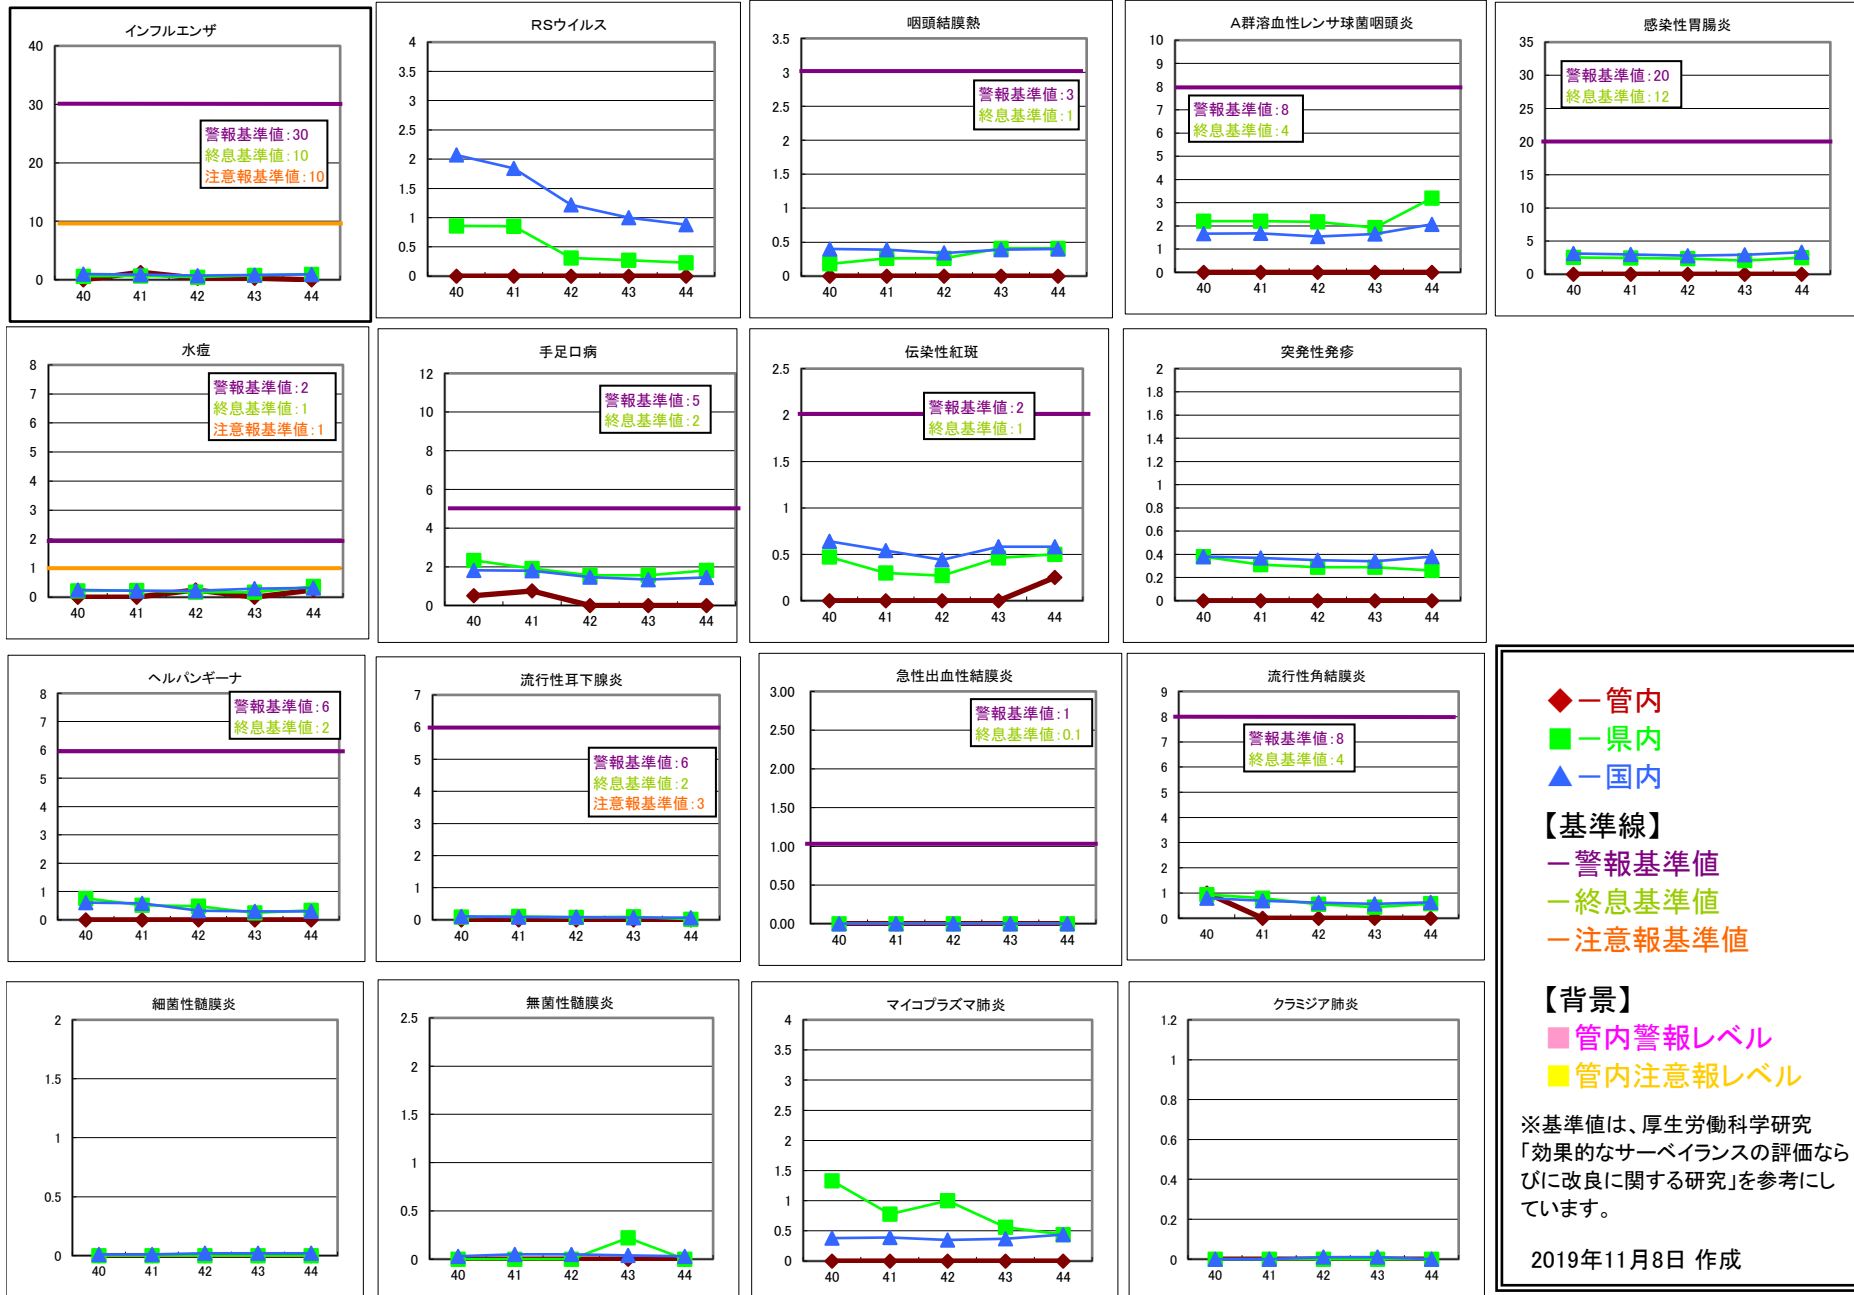 インフルエンザ
40
30
20
10
0
警報基準値:30
終息基準値:10
注意報基準値:10
40 41 42 43 44
RSウイルス
4
3.5
3
2.5
2
1.5
1
0.5
0
40 41 42 43 44
咽頭結膜熱
3.5
3
2.5
2
1.5
1
0.5
0
警報基準値:3
終息基準値:1
40 41 42 43 44
A群溶血性レンサ球菌咽頭炎
10
9
8
7
6
5
4
3
2
1
0
警報基準値:8
終息基準値:4
40 41 42 43 44
感染性胃腸炎
35
30
25
20
15
10
5
0
警報基準値:20
終息基準値:12
40 41 42 43 44
水痘
8
7
6
5
4
3
2
1
0
警報基準値:2
終息基準値:1
注意報基準値:1
40 41 42 43 44
手足口病
12
10
8
6
4
2
0
警報基準値:5
終息基準値:2
40 41 42 43 44
伝染性紅斑
2.5
2
1.5
1
0.5
0
警報基準値:2
終息基準値:1
40 41 42 43 44
突発性発疹
2
1.8
1.6
1.4
1.2
1
0.8
0.6
0.4
0.2
0
40 41 42 43 44
ヘルパンギーナ
8
7
6
5
4
3
2
1
0
警報基準値:6
終息基準値:2
40 41 42 43 44
流行性耳下腺炎
7
6
5
4
3
2
1
0
警報基準値:6
終息基準値:2
注意報基準値:3
40 41 42 43 44
急性出血性結膜炎
3.00
2.50
2.00
1.50
1.00
0.50
0.00
警報基準値:1
終息基準値:0.1
40 41 42 43 44
流行性角結膜炎
9
8
7
6
5
4
3
2
1
0
警報基準値:8
終息基準値:4
40 41 42 43 44
細菌性髄膜炎
2
1.5
1
0.5
0
40 41 42 43 44
無菌性髄膜炎
2.5
2
1.5
1
0.5
0
40 41 42 43 44
マイコプラズマ肺炎
4
3.5
3
2.5
2
1.5
1
0.5
0
40 41 42 43 44
クラミジア肺炎
1.2
1
0.8
0.6
0.4
0.2
0
40 41 42 43 44
◆ー管内
■ー県内
▲ー国内
【基準線】
ー警報基準値
ー終息基準値
ー注意報基準値
【背景】
■管内警報レベル
■管内注意報レベル
※基準値は、厚生労働科学研究
「効果的なサーベイランスの評価なら
びに改良に関する研究」を参考にし
ています。
2019年11月8日 作成